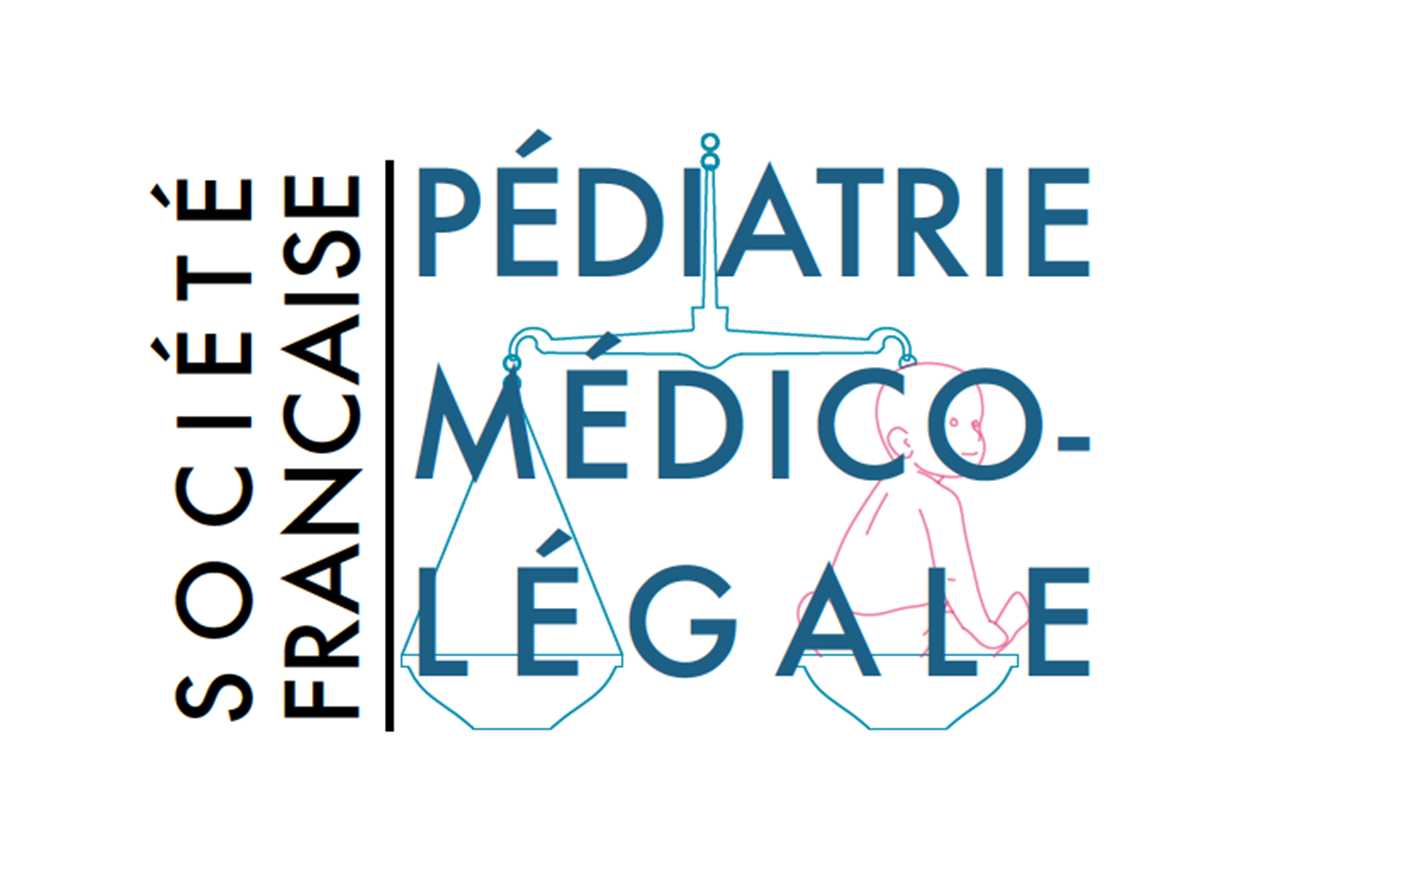 SOCIÉTÉ
FRANCAISE
PÉDIATRIE
MÉDICO-
LÉGALE